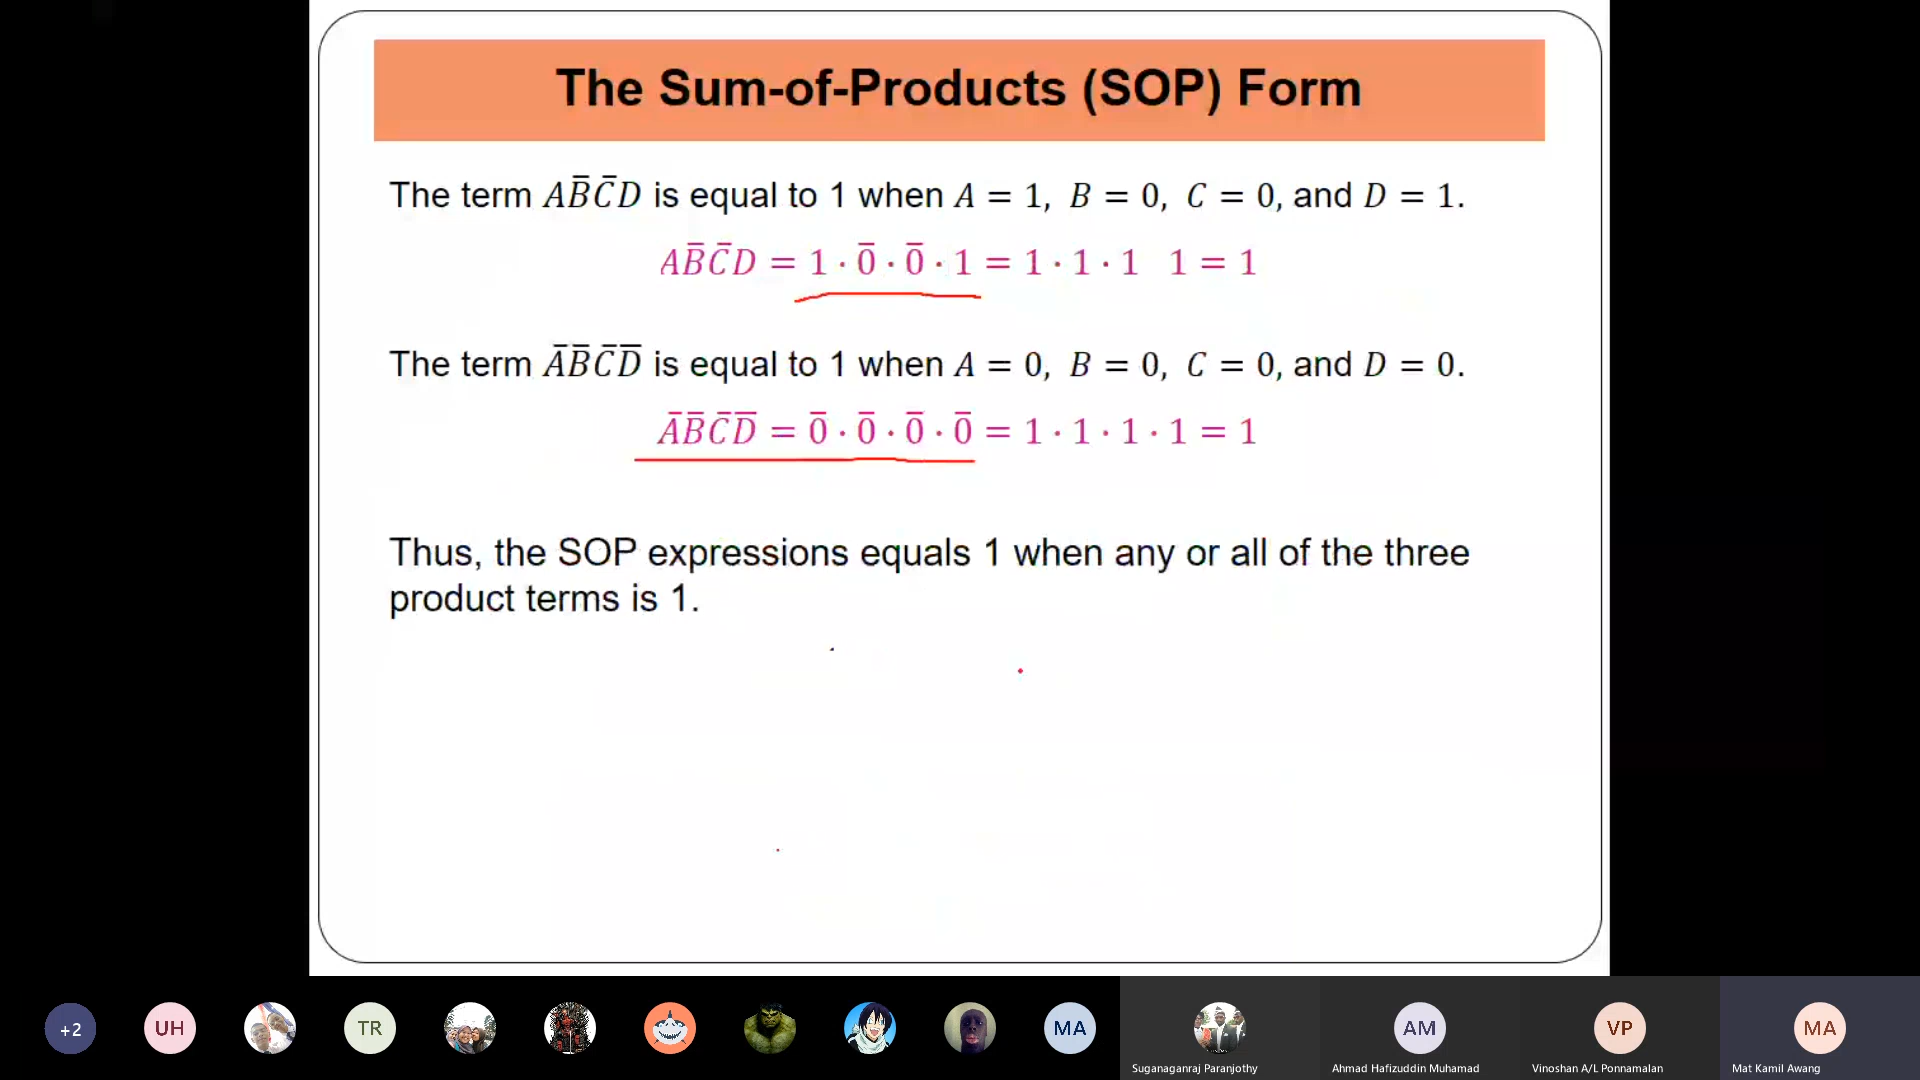 The Sum-of-Products (SOP) Form
The term AB̅C̅D is equal to 1 when A = 1, B = 0, C = 0, and D = 1.
AB̅C̅D = 1 · 0̅ · 0̅ · 1 = 1 · 1 · 1 1 = 1
The term A̅B̅C̅D̅ is equal to 1 when A = 0, B = 0, C = 0, and D = 0.
A̅B̅C̅D̅ = 0̅ · 0̅ · 0̅ · 0̅ = 1 · 1 · 1 · 1 = 1
Thus, the SOP expressions equals 1 when any or all of the three
product terms is 1.
+2 UH TR MA AM VP MA
Suganaganraj Paranjothy Ahmad Hafizuddin Muhamad Vinoshan A/L Ponnamalan Mat Kamil Awang